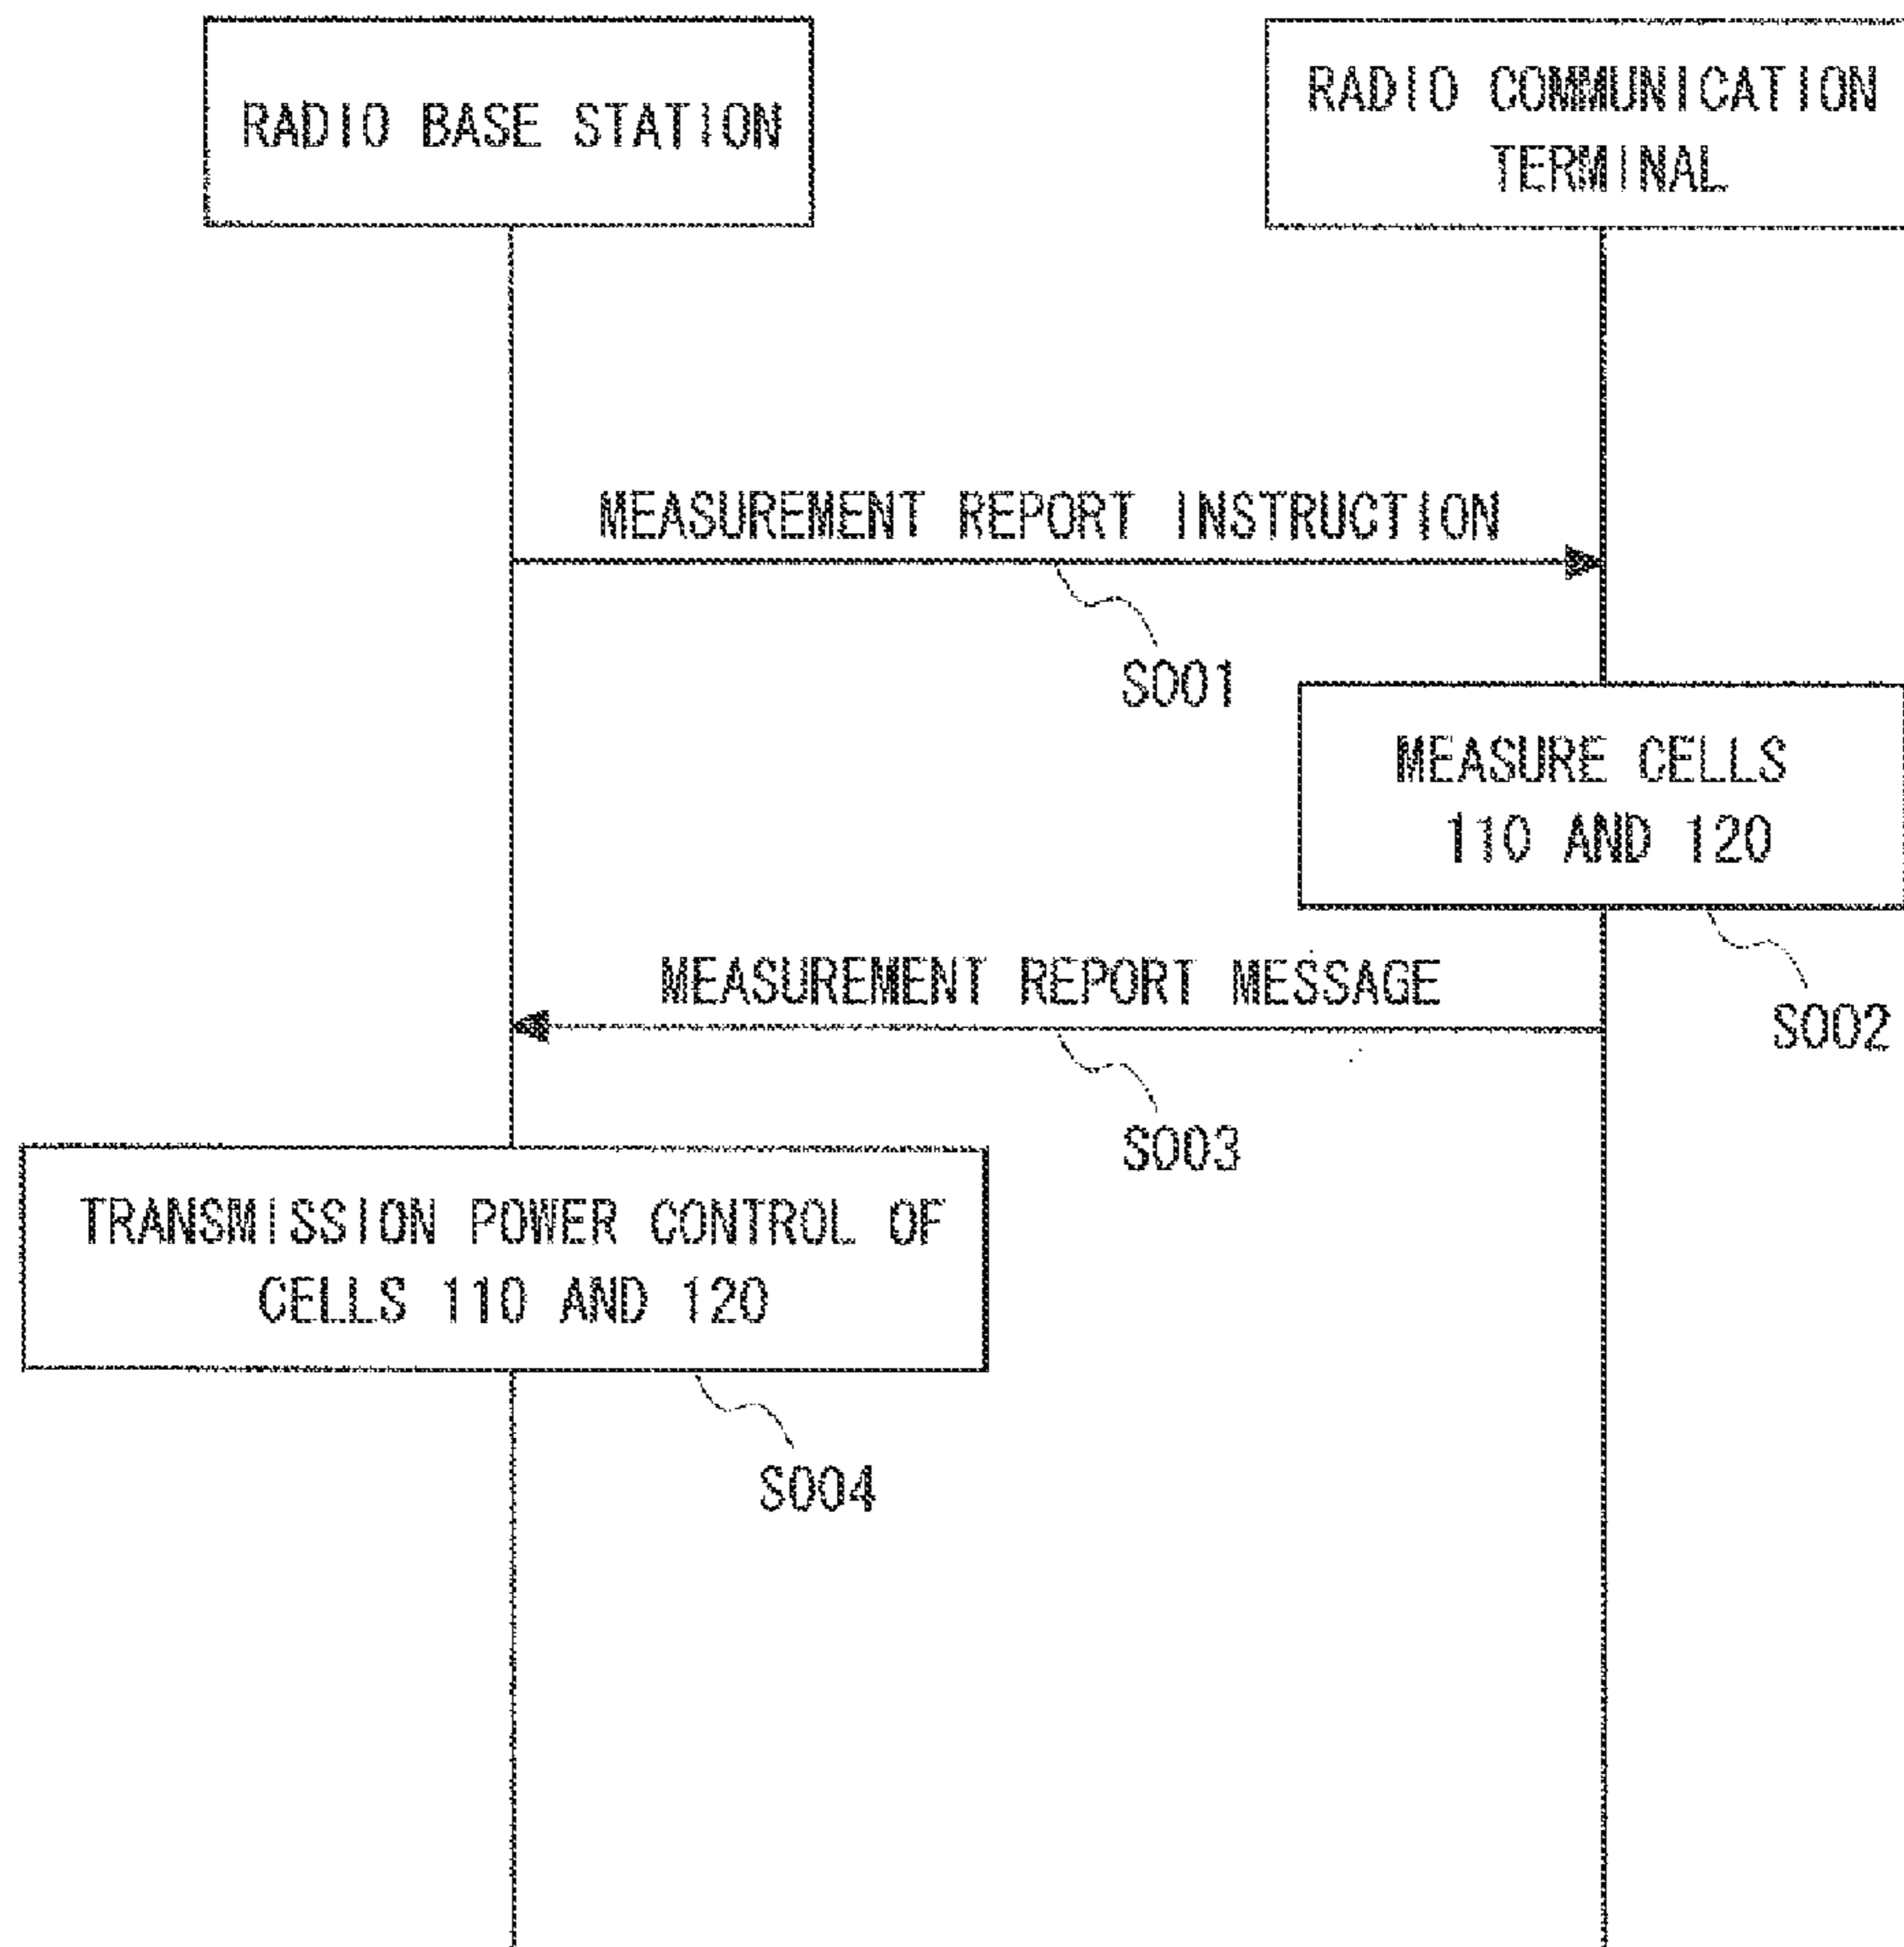 RADIO BASE STATION
RADIO COMMUNICATION
TERMINAL
MEASUREMENT REPORT INSTRUCTION
S001
MEASURE CELLS
110 AND 120
S002
MEASUREMENT REPORT MESSAGE
S003
TRANSMISSION POWER CONTROL OF
CELLS 110 AND 120
S004